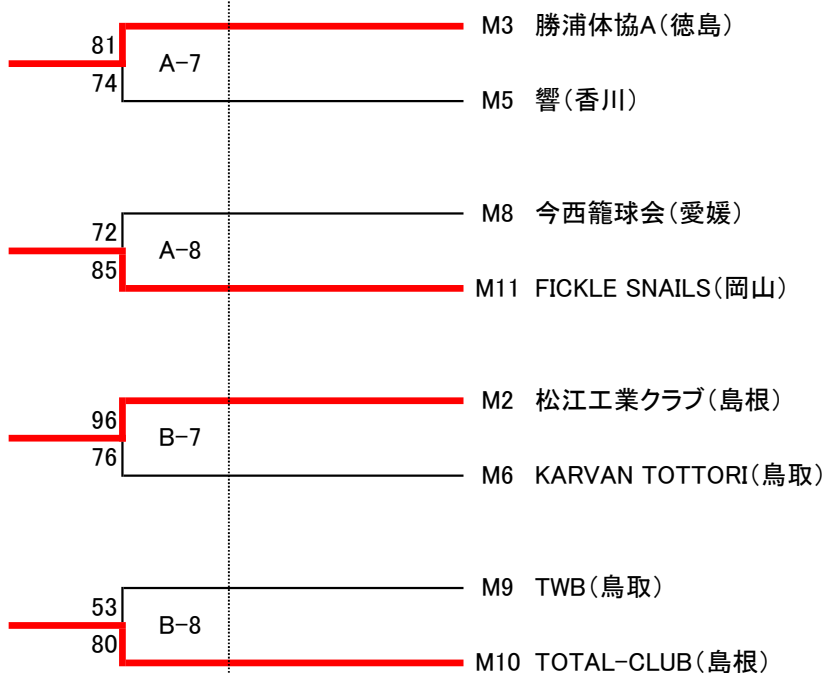 81 M3 勝浦体協A(徳島)
A-7
74 M5 響(香川)
72 M8 今西籠球会(愛媛)
A-8
85 M11 FICKLE SNAILS(岡山)
96 M2 松江工業クラブ(島根)
B-7
76 M6 KARVAN TOTTORI(鳥取)
53 M9 TWB(鳥取)
B-8
80 M10 TOTAL-CLUB(島根)